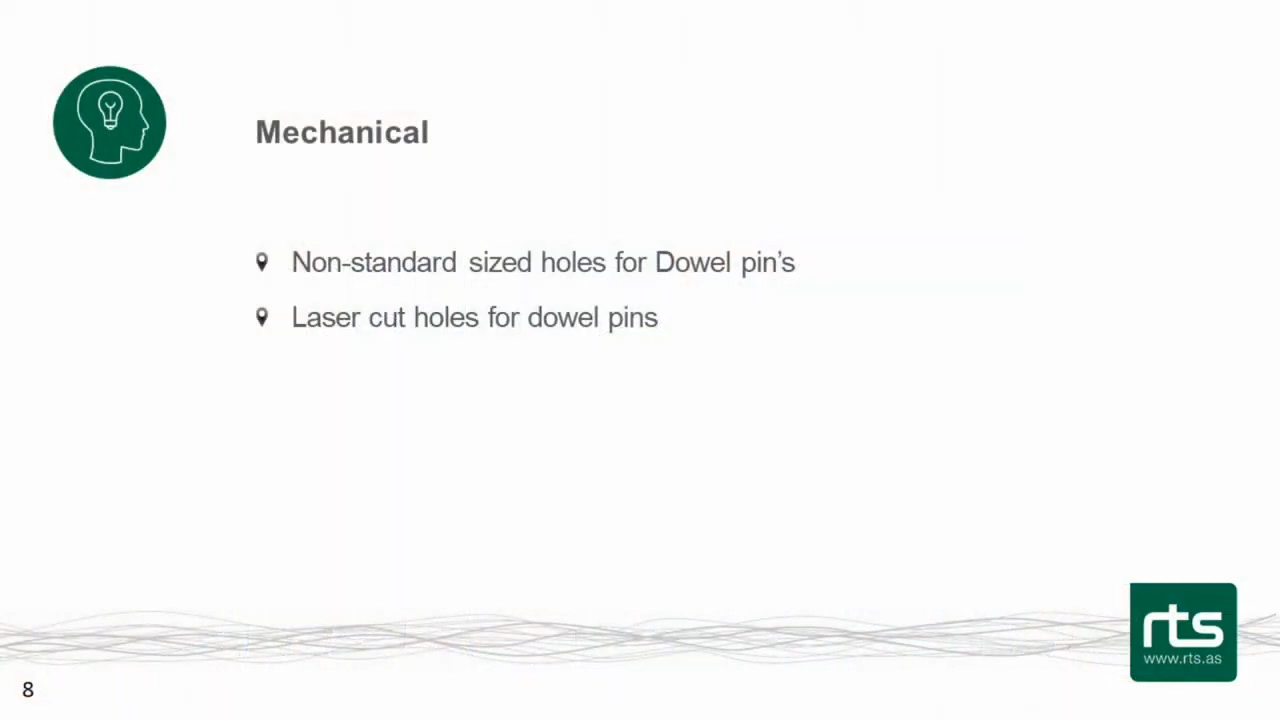 Mechanical
Non-standard sized holes for Dowel pin’s
Laser cut holes for dowel pins
rts
www.rts.as
8